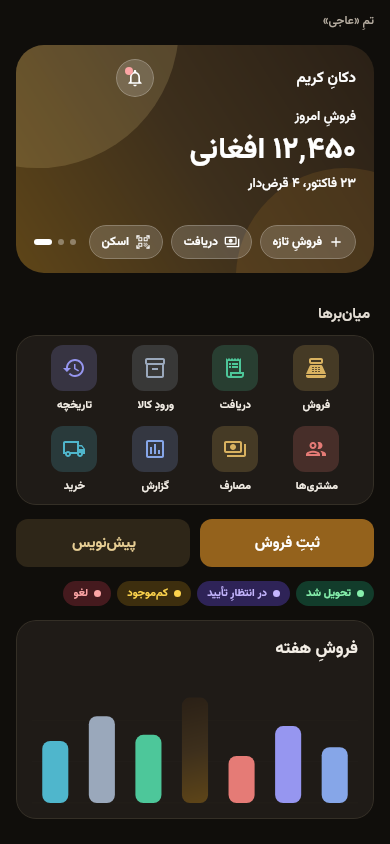 تمِ «عاجی»
دکانِ کریم
فروشِ امروز
۱۲,۴۵۰ افغانی
۲۳ فاکتور، ۴ قرض‌دار
فروشِ تازه
دریافت
اسکن
میان‌برها
فروش
دریافت
ورودِ کالا
تاریخچه
مشتری‌ها
مصارف
گزارش
خرید
ثبتِ فروش
پیش‌نویس
تحویل شد
در انتظارِ تأیید
کم‌موجود
لغو
فروشِ هفته